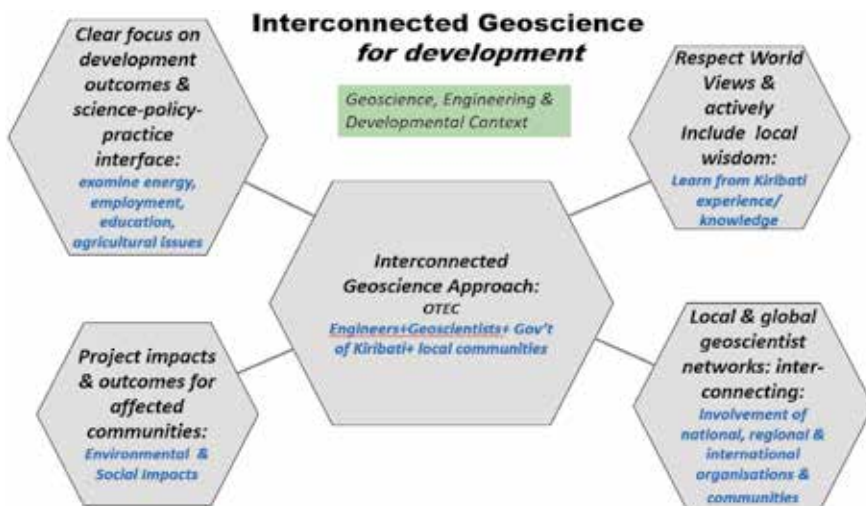 Interconnected Geoscience
for development
Geoscience, Engineering &
Developmental Context
Clear focus on
development
outcomes &
science-policy-
practice
interface:
examine energy,
employment,
education,
agricultural issues
Respect World
Views &
actively
Include local
wisdom:
Learn from Kiribati
experience/
knowledge
Interconnected
Geoscience Approach:
OTEC
Engineers+Geoscientists+ Gov't
of Kiribati+ local communities
Project impacts
& outcomes for
affected
communities:
Environmental &
Social Impacts
Local & global
geoscientist
networks: inter-
connecting:
Involvement of
national, regional &
international
organisations &
communities